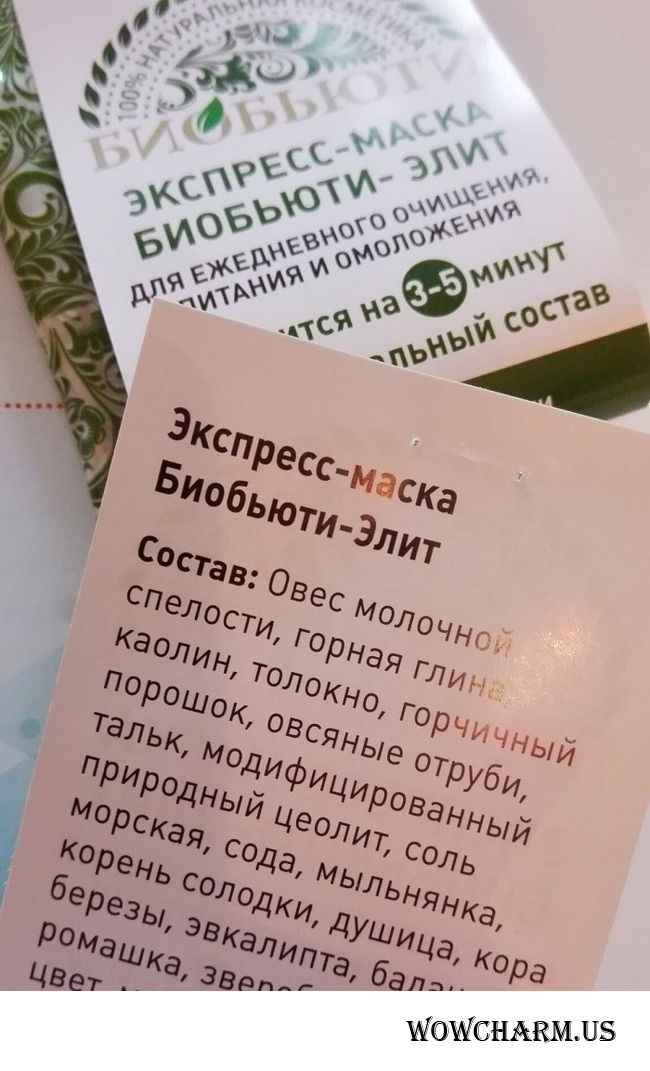 100% НАТУРАЛЬНАЯ КОСМЕТИКА
БИОБЬЮТИ
ЭКСПРЕСС-МАСКА
БИОБЬЮТИ- ЭЛИТ
ДЛЯ ЕЖЕДНЕВНОГО ОЧИЩЕНИЯ,
ПИТАНИЯ И ОМОЛОЖЕНИЯ
на 3-5 минут
состав
Экспресс-маска
Биобьюти-Элит
Состав: Овес молочной
спелости, горная глина,
каолин, толокно, горчичный
порошок, овсяные отруби,
тальк, модифицированный
природный цеолит, соль
морская, сода, мыльнянка,
корень солодки, душица, кора
березы, эвкалипта,
ромашка,
цвет
WOWCHARM.US